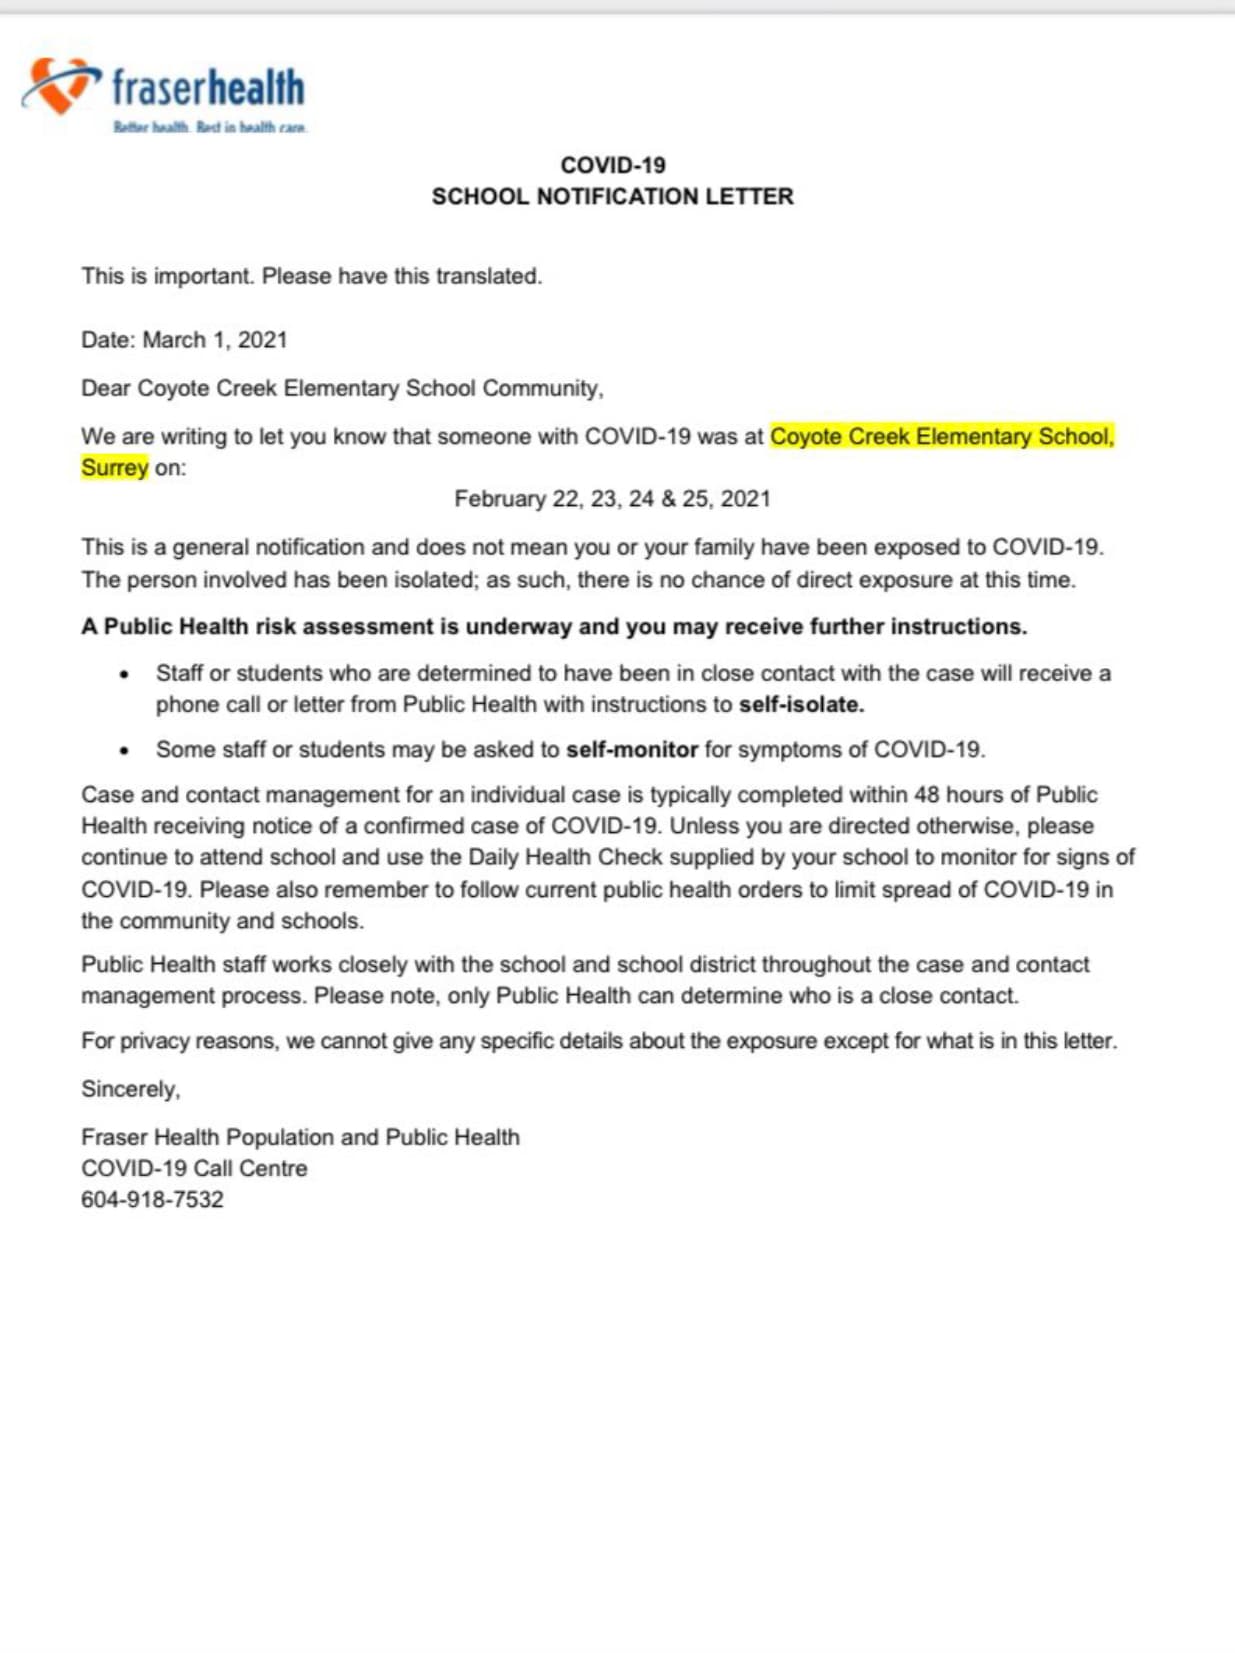 fraserhealth
Better health. Best in health care.
COVID-19
SCHOOL NOTIFICATION LETTER
This is important. Please have this translated.
Date: March 1, 2021
Dear Coyote Creek Elementary School Community,
We are writing to let you know that someone with COVID-19 was at Coyote Creek Elementary School,
Surrey on:
February 22, 23, 24 & 25, 2021
This is a general notification and does not mean you or your family have been exposed to COVID-19.
The person involved has been isolated; as such, there is no chance of direct exposure at this time.
A Public Health risk assessment is underway and you may receive further instructions.
• Staff or students who are determined to have been in close contact with the case will receive a
phone call or letter from Public Health with instructions to self-isolate.
• Some staff or students may be asked to self-monitor for symptoms of COVID-19.
Case and contact management for an individual case is typically completed within 48 hours of Public
Health receiving notice of a confirmed case of COVID-19. Unless you are directed otherwise, please
continue to attend school and use the Daily Health Check supplied by your school to monitor for signs of
COVID-19. Please also remember to follow current public health orders to limit spread of COVID-19 in
the community and schools.
Public Health staff works closely with the school and school district throughout the case and contact
management process. Please note, only Public Health can determine who is a close contact.
For privacy reasons, we cannot give any specific details about the exposure except for what is in this letter.
Sincerely,
Fraser Health Population and Public Health
COVID-19 Call Centre
604-918-7532